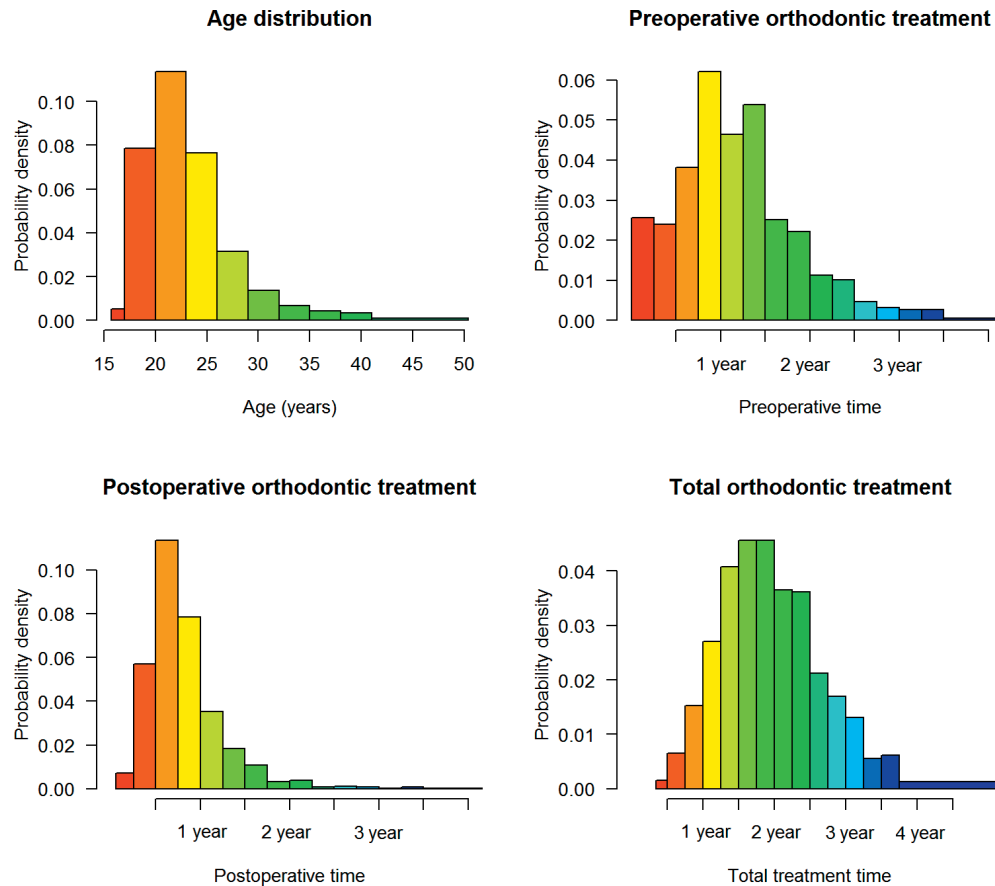 Age distribution
Probability density
0.10
0.08
0.06
0.04
0.02
0.00
15 20 25 30 35 40 45 50
Age (years)
Preoperative orthodontic treatment
Probability density
0.06
0.05
0.04
0.03
0.02
0.01
0.00
1 year 2 year 3 year
Preoperative time
Postoperative orthodontic treatment
Probability density
0.10
0.08
0.06
0.04
0.02
0.00
1 year 2 year 3 year
Postoperative time
Total orthodontic treatment
Probability density
0.04
0.03
0.02
0.01
0.00
1 year 2 year 3 year 4 year
Total treatment time